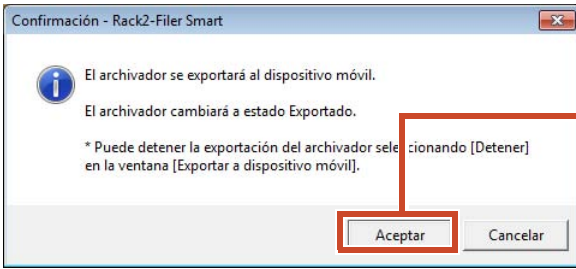 Confirmación - Rack2-Filer Smart
El archivador se exportará al dispositivo móvil.
El archivador cambiará a estado Exportado.
* Puede detener la exportación del archivador seleccionando [Detener]
en la ventana [Exportar a dispositivo móvil].
Aceptar
Cancelar